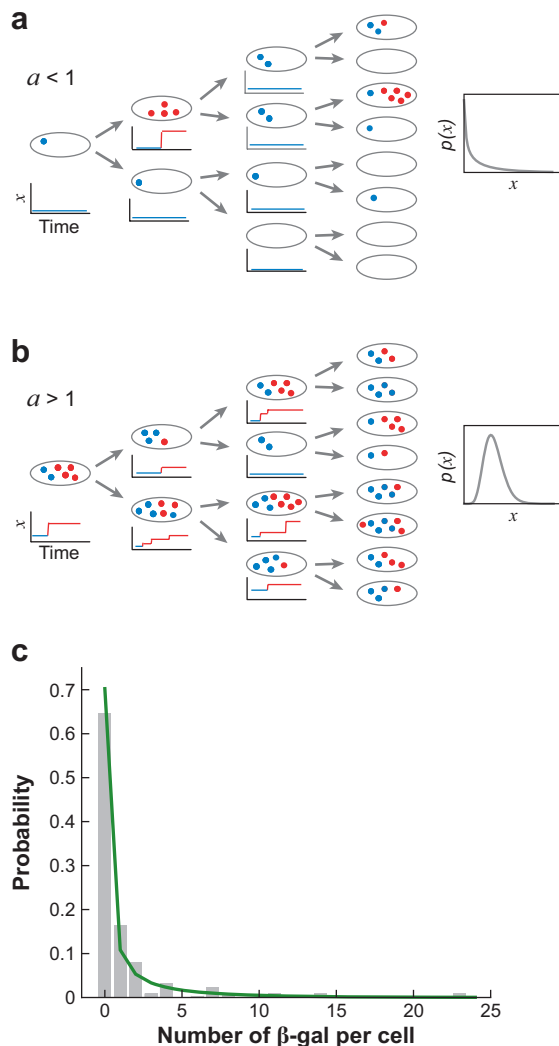 a
a < 1
x
Time
p(x)
x
b
a > 1
x
Time
p(x)
x
c
Probability
0.7
0.6
0.5
0.4
0.3
0.2
0.1
0
0 5 10 15 20 25
Number of β-gal per cell